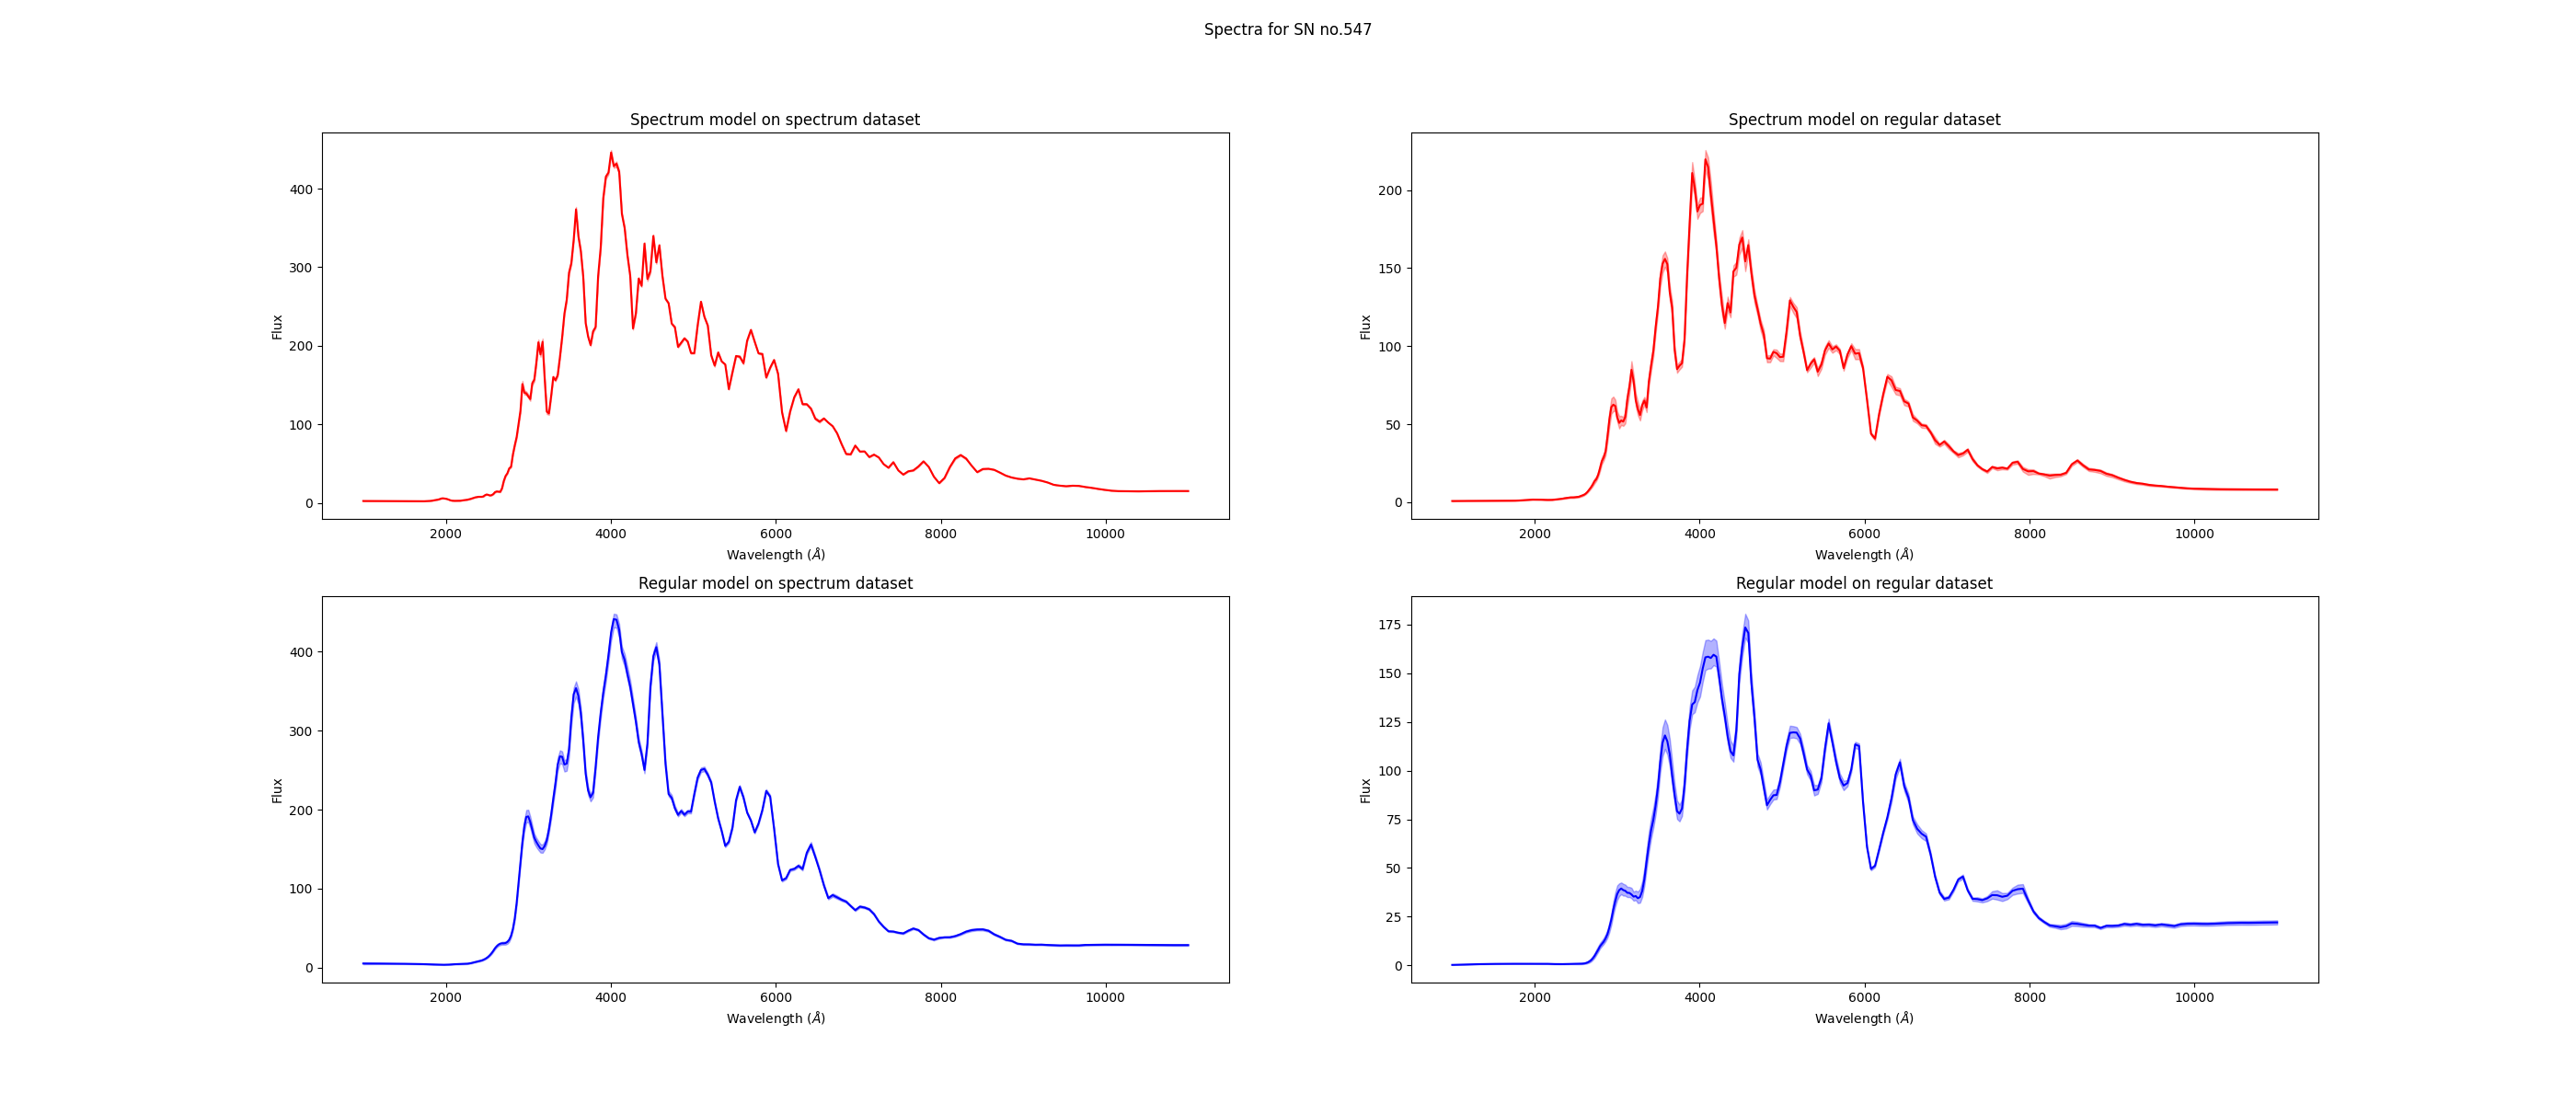 Spectra for SN no.547
Spectrum model on spectrum dataset
Flux
400
300
200
100
0
2000 4000 6000 8000 10000
Wavelength (Å)
Spectrum model on regular dataset
Flux
200
150
100
50
0
2000 4000 6000 8000 10000
Wavelength (Å)
Regular model on spectrum dataset
Flux
400
300
200
100
0
2000 4000 6000 8000 10000
Wavelength (Å)
Regular model on regular dataset
Flux
175
150
125
100
75
50
25
0
2000 4000 6000 8000 10000
Wavelength (Å)